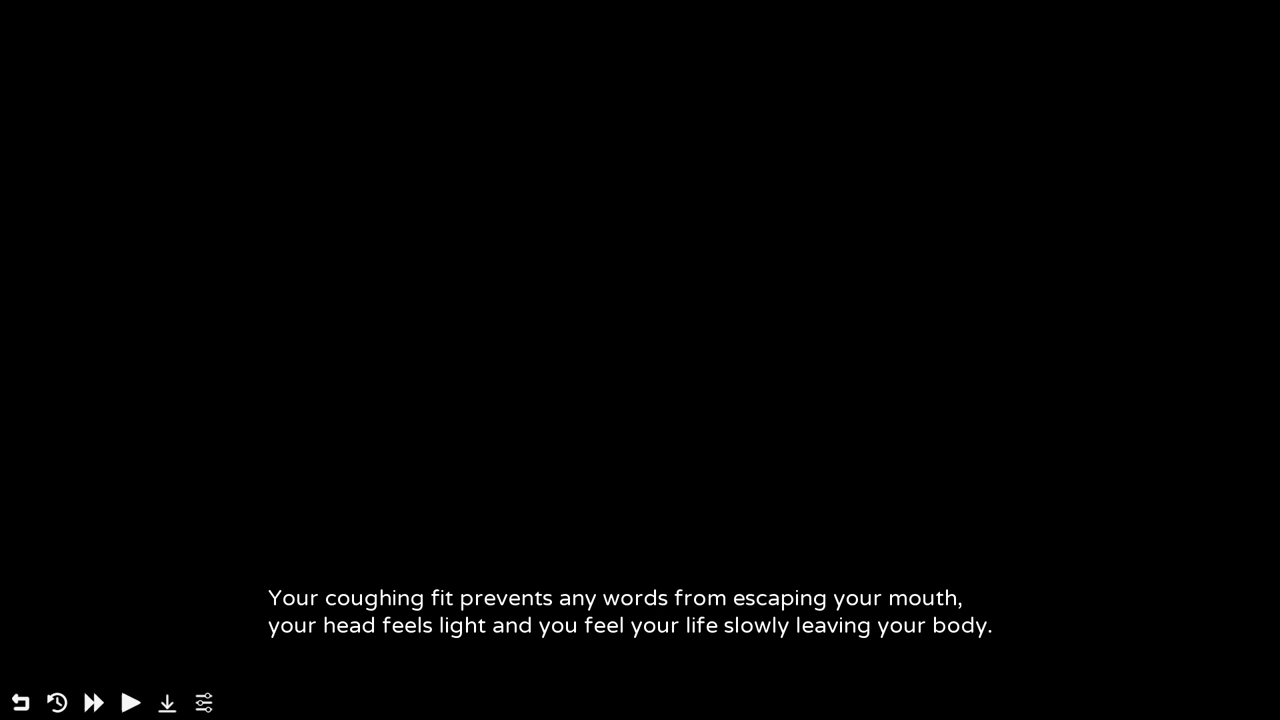 Your coughing fit prevents any words from escaping your mouth,
your head feels light and you feel your life slowly leaving your body.